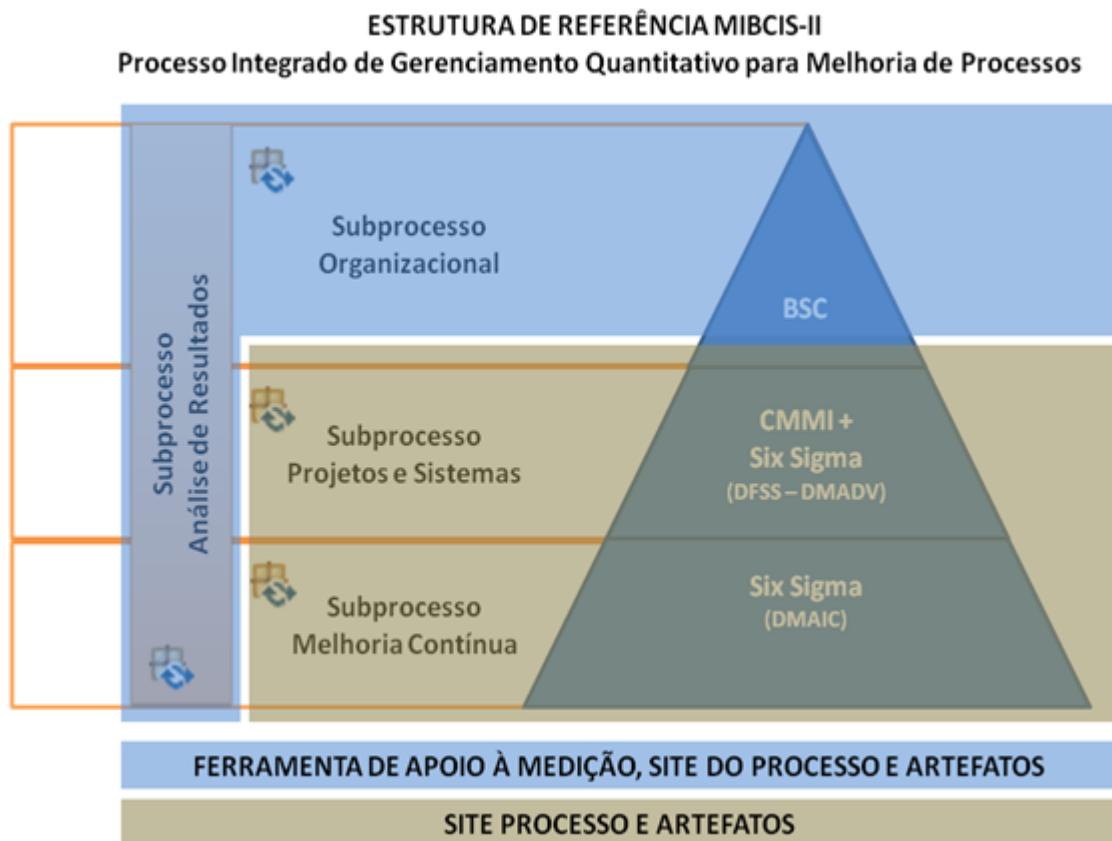 ESTRUTURA DE REFERÊNCIA MIBCIS-II
Processo Integrado de Gerenciamento Quantitativo para Melhoria de Processos
Subprocesso
Análise de Resultados
Subprocesso
Organizacional
BSC
Subprocesso
Projetos e Sistemas
CMMI +
Six Sigma
(DFSS – DMADV)
Subprocesso
Melhoria Contínua
Six Sigma
(DMAIC)
FERRAMENTA DE APOIO À MEDIÇÃO, SITE DO PROCESSO E ARTEFATOS
SITE PROCESSO E ARTEFATOS